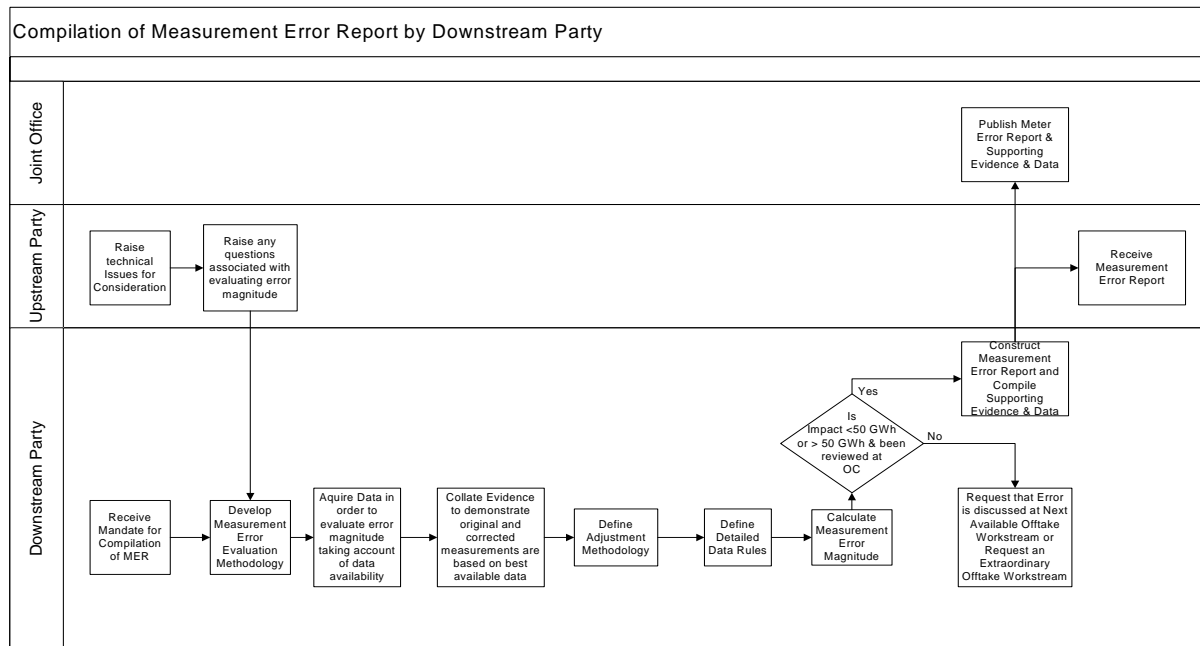 Compilation of Measurement Error Report by Downstream Party
Joint Office
Publish Meter
Error Report &
Supporting
Evidence & Data
Upstream Party
Raise
technical
Issues for
Consideration
Raise any
questions
associated with
evaluating error
magnitude
Receive
Measurement
Error Report
Downstream Party
Receive
Mandate for
Compilation
of MER
Develop
Measurement
Error
Evaluation
Methodology
Aquire Data in
order to
evaluate error
magnitude
taking account
of data
availability
Collate Evidence
to demonstrate
original and
corrected
measurements are
based on best
available data
Define
Adjustment
Methodology
Define
Detailed
Data Rules
Calculate
Measurement
Error
Magnitude
Is
Impact <50 GWh
or > 50 GWh & been
reviewed at
OC
Yes
No
Construct
Measurement
Error Report and
Compile
Supporting
Evidence & Data
Request that Error
is discussed at Next
Available Offtake
Workstream or
Request an
Extraordinary
Offtake Workstream